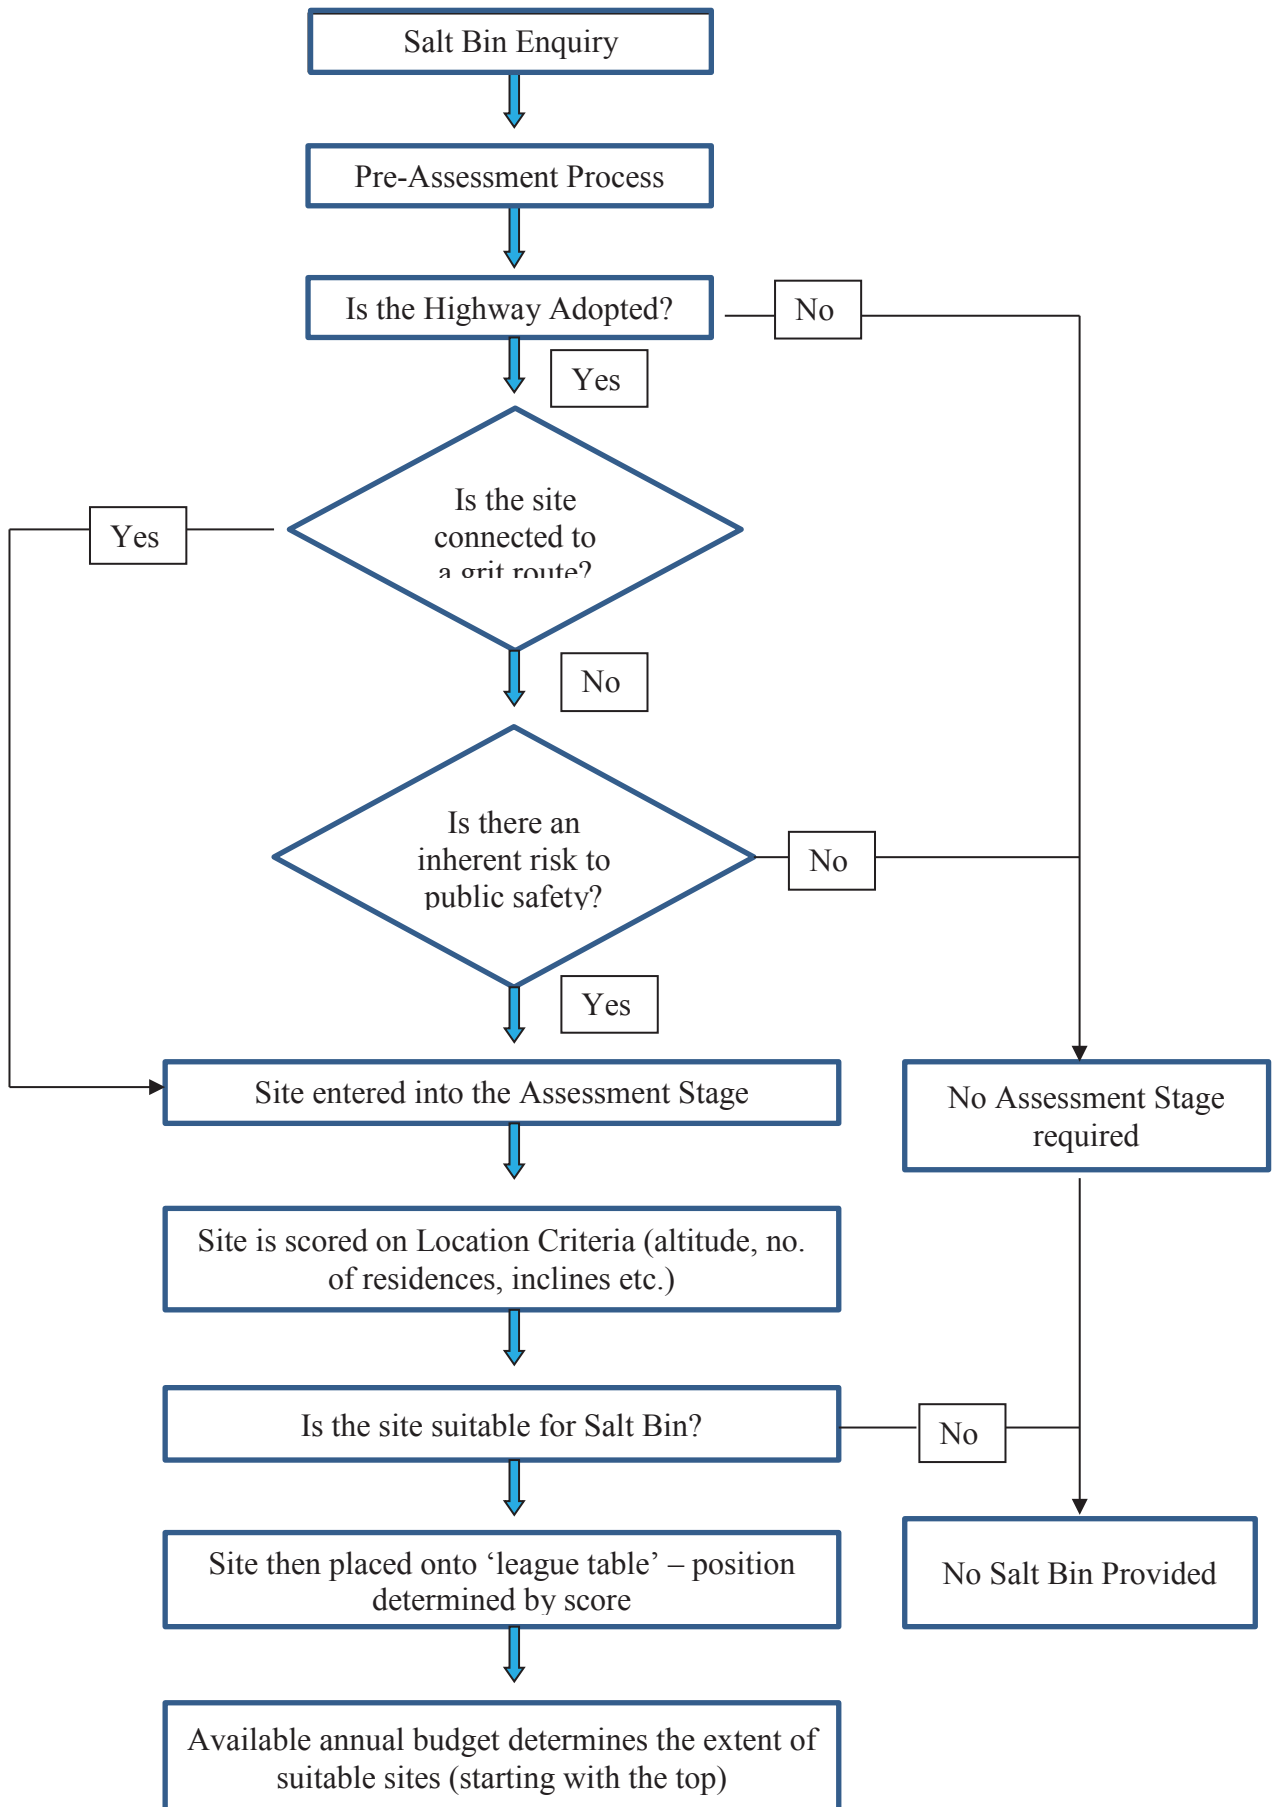 Salt Bin Enquiry
Pre-Assessment Process
Is the Highway Adopted?
No
Yes
Is the site
connected to
a grit route?
Yes
No
Is there an
inherent risk to
public safety?
No
Yes
Site entered into the Assessment Stage
No Assessment Stage
required
Site is scored on Location Criteria (altitude, no.
of residences, inclines etc.)
Is the site suitable for Salt Bin?
No
Site then placed onto ‘league table’ – position
determined by score
No Salt Bin Provided
Available annual budget determines the extent of
suitable sites (starting with the top)